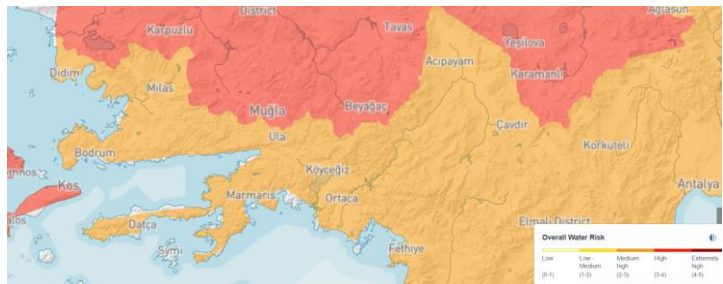 District
Ağlasun
Karpuzlu
Tavas
Yeşilova
Acıpayam
Didim
Karamanlı
Milas
Muğla
Beyağaç
Çavdır
Ula
Korkuteli
Bodrum
Köyceğiz
Kos
Marmaris
Ortaca
Antalya
Datça
Elmalı District
Symi
Fethiye
Overall Water Risk
Low
Low -
Medium
Medium-
high
High
Extremely
high
(0-1)
(1-2)
(2-3)
(3-4)
(4-5)